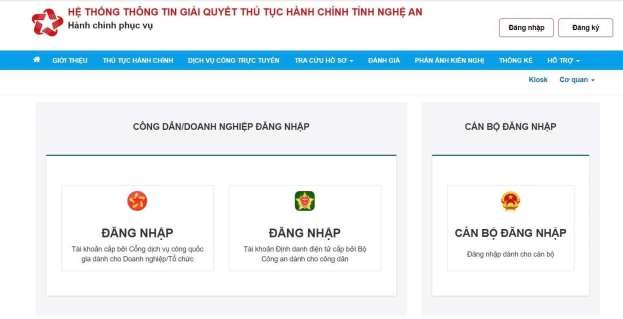 HỆ THỐNG THÔNG TIN GIẢI QUYẾT THỦ TỤC HÀNH CHÍNH TỈNH NGHỆ AN
Hành chính phục vụ
Đăng nhập
Đăng ký
GIỚI THIỆU THỦ TỤC HÀNH CHÍNH DỊCH VỤ CÔNG TRỰC TUYẾN TRA CỨU HỒ SƠ ĐÁNH GIÁ PHẢN ÁNH KIẾN NGHỊ THỐNG KÊ HỖ TRỢ
Kiosk Cơ quan
CÔNG DÂN/DOANH NGHIỆP ĐĂNG NHẬP
ĐĂNG NHẬP
Tài khoản cấp bởi Cổng dịch vụ công quốc
gia dành cho Doanh nghiệp/Tổ chức
ĐĂNG NHẬP
Tài khoản Định danh điện tử cấp bởi Bộ
Công an dành cho công dân
CÁN BỘ ĐĂNG NHẬP
CÁN BỘ ĐĂNG NHẬP
Đăng nhập dành cho cán bộ